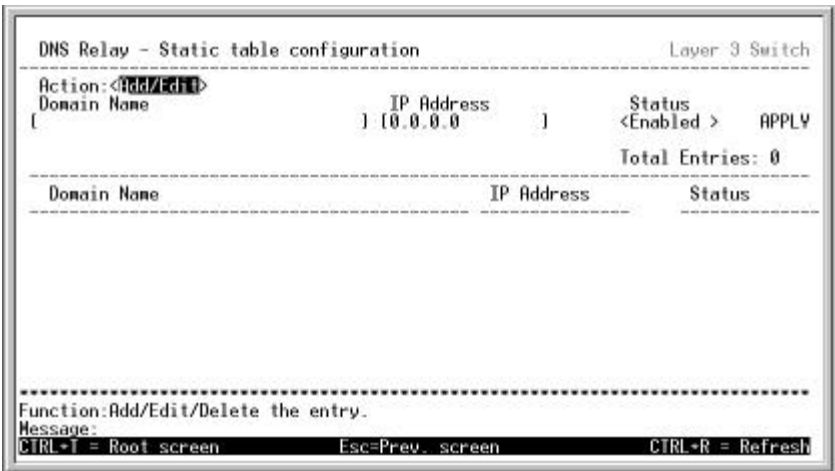 DNS Relay - Static table configuration Layer 3 Switch
Action:<Add/Edit>
Domain Name IP Address Status
[ ] [0.0.0.0 ] <Enabled > APPLY
Total Entries: 0
Domain Name IP Address Status
Function:Add/Edit/Delete the entry.
Message:
CTRL+T = Root screen Esc=Prev. screen CTRL+R = Refresh